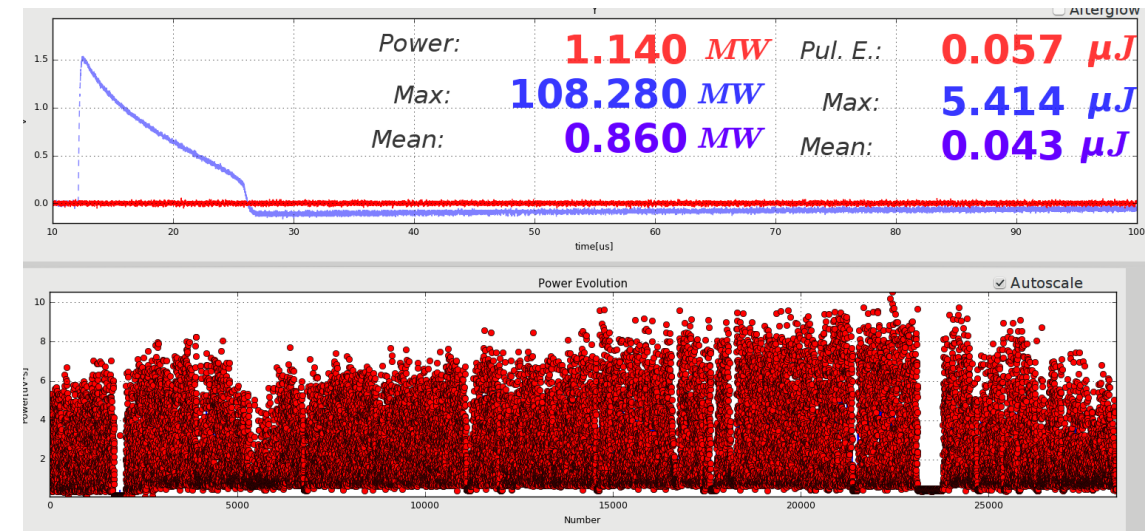 Afterglow
Power: 1.140 MW Pul. E.: 0.057 μJ
Max: 108.280 MW Max: 5.414 μJ
Mean: 0.860 MW Mean: 0.043 μJ
1.5
1.0
0.5
0.0
10 20 30 40 50 60 70 80 90 100
time[us]
Power Evolution
Autoscale
10
8
6
4
2
Power[uV*s]
0 5000 10000 15000 20000 25000
Number